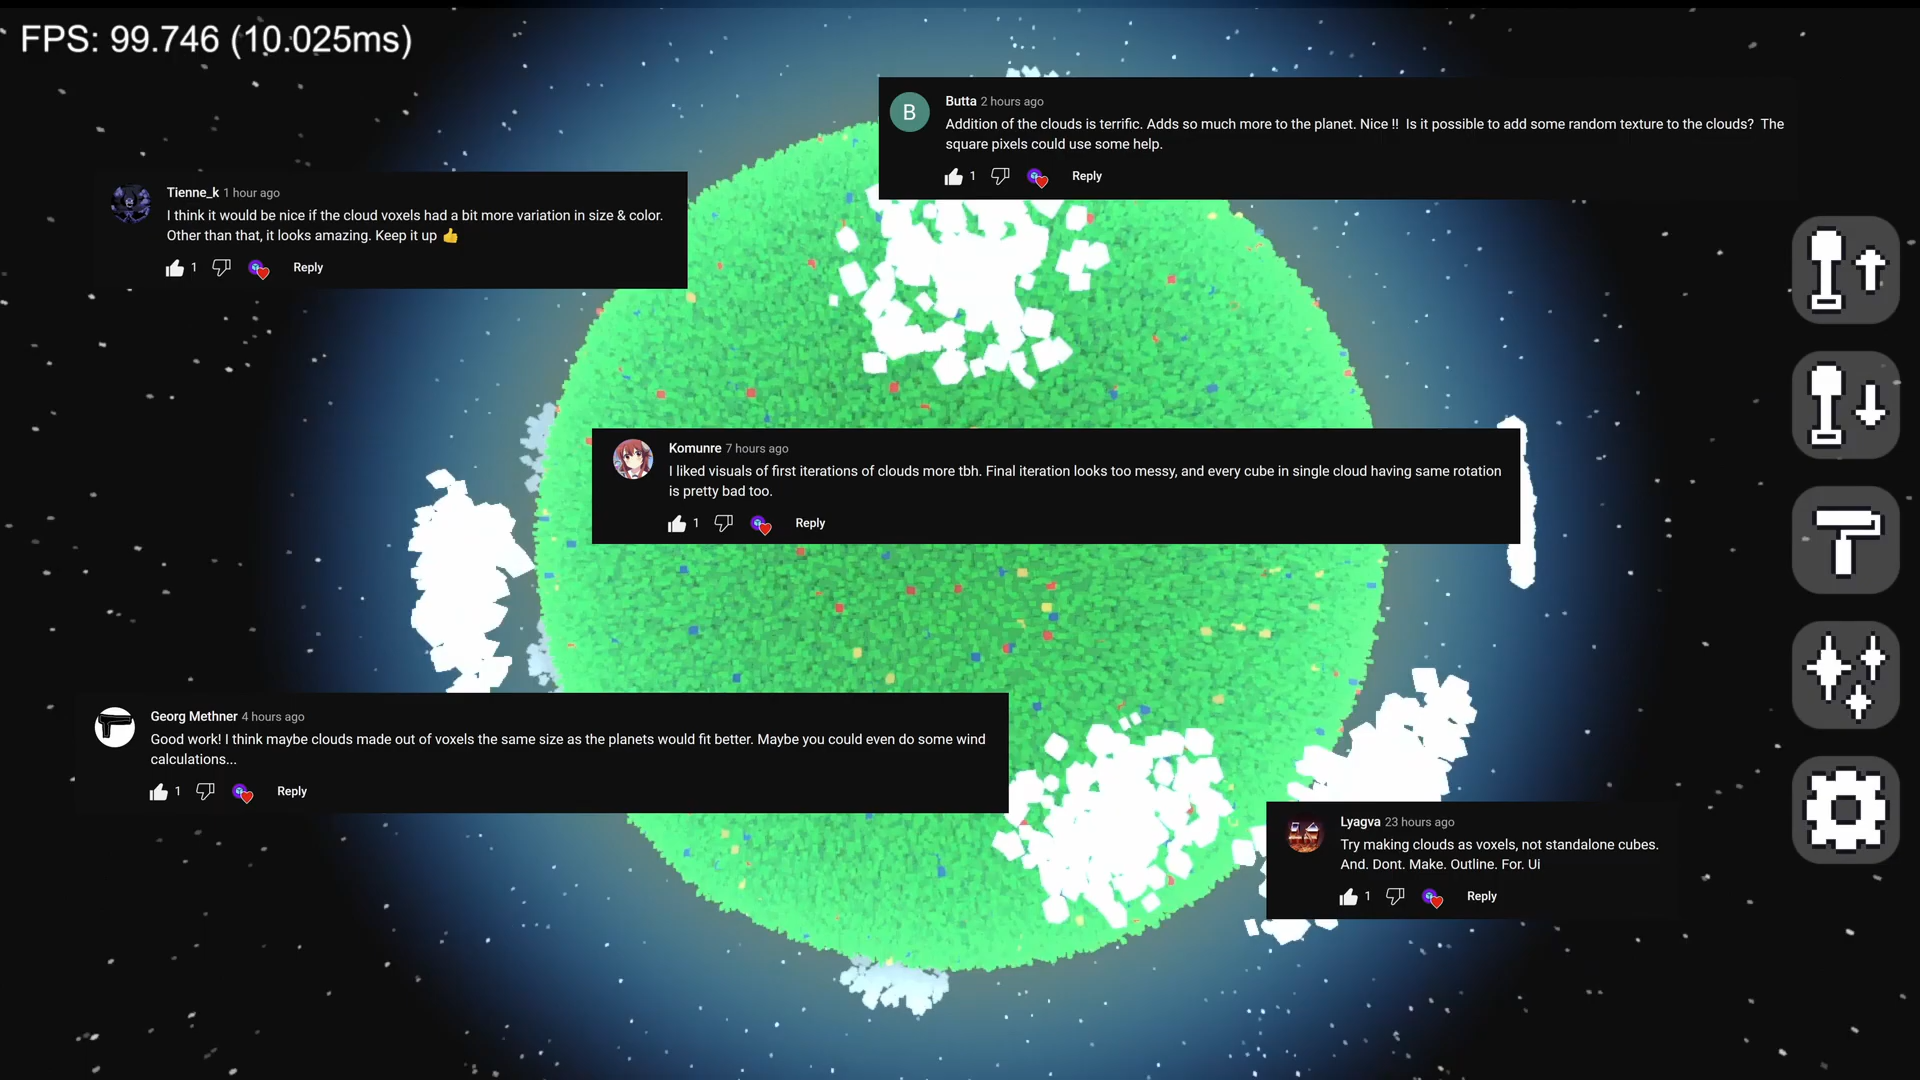 FPS: 99.746 (10.025ms)
Butta 2 hours ago
Addition of the clouds is terrific. Adds so much more to the planet. Nice !!  Is it possible to add some random texture to the clouds?  The
square pixels could use some help.
1 Reply
B
Tienne_k 1 hour ago
I think it would be nice if the cloud voxels had a bit more variation in size & color.
Other than that, it looks amazing. Keep it up 👍
1 Reply
Komunre 7 hours ago
I liked visuals of first iterations of clouds more tbh. Final iteration looks too messy, and every cube in single cloud having same rotation
is pretty bad too.
1 Reply
Georg Methner 4 hours ago
Good work! I think maybe clouds made out of voxels the same size as the planets would fit better. Maybe you could even do some wind
calculations...
1 Reply
Lyagva 23 hours ago
Try making clouds as voxels, not standalone cubes.
And. Dont. Make. Outline. For. Ui
1 Reply